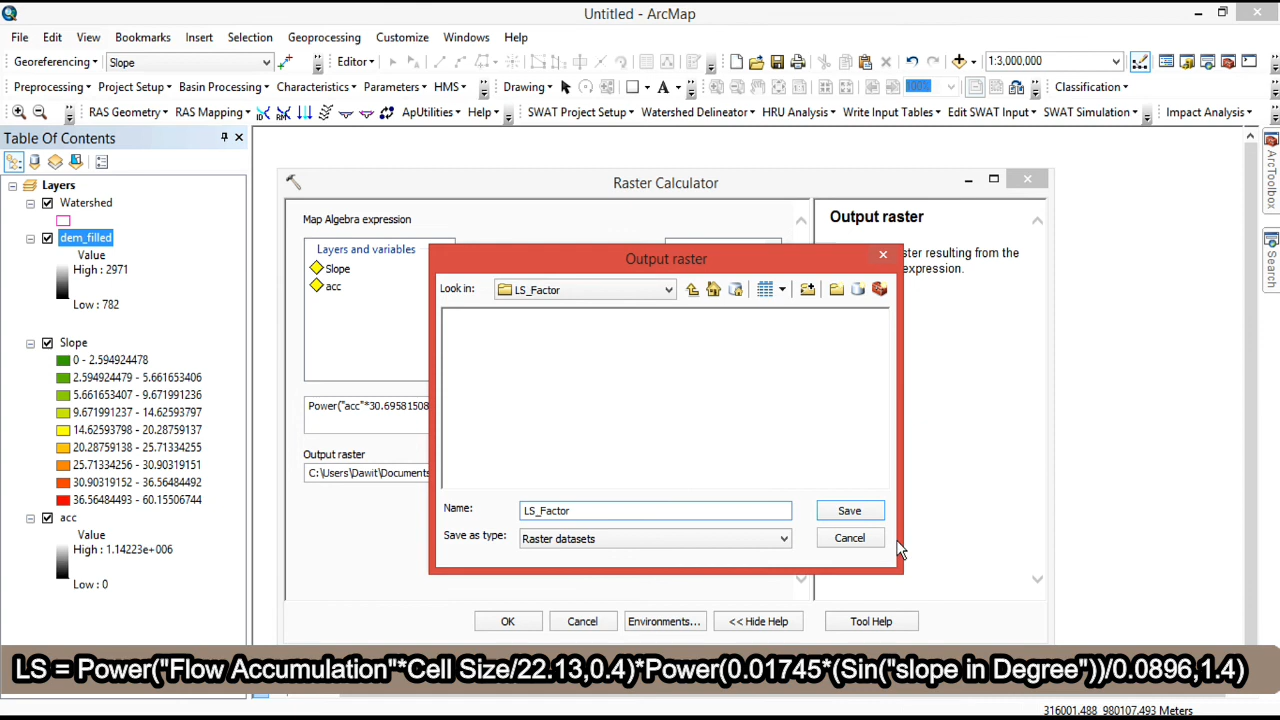 Untitled - ArcMap
File Edit View Bookmarks Insert Selection Geoprocessing Customize Windows Help
Georeferencing Slope Editor 1:3,000,000
Preprocessing Project Setup Basin Processing Characteristics Parameters HMS Drawing 100% Classification
RAS Geometry RAS Mapping ApUtilities Help SWAT Project Setup Watershed Delineator HRU Analysis Write Input Tables Edit SWAT Input SWAT Simulation Impact Analysis
Table Of Contents
Layers
Watershed
dem_filled
Value
High : 2971
Low : 782
Slope
0 - 2.594924478
2.594924479 - 5.661653406
5.661653407 - 9.671991236
9.671991237 - 14.62593797
14.62593798 - 20.28759137
20.28759138 - 25.71334255
25.71334256 - 30.90319151
30.90319152 - 36.56484492
36.56484493 - 60.15506744
acc
Value
High : 1.14223e+006
Low : 0
Raster Calculator
Map Algebra expression
Layers and variables
Slope
acc
Power("acc"*30.69581508
Output raster
C:\Users\Dawit\Documents
OK Cancel Environments... << Hide Help Tool Help
Output raster
ster resulting from the
expression.
Output raster
Look in: LS_Factor
Name: LS_Factor Save
Save as type: Raster datasets Cancel
ArcToolbox
Search
LS = Power("Flow Accumulation"*Cell Size/22.13,0.4)*Power(0.01745*(Sin("slope in Degree"))/0.0896,1.4)
316001.488 980107.493 Meters